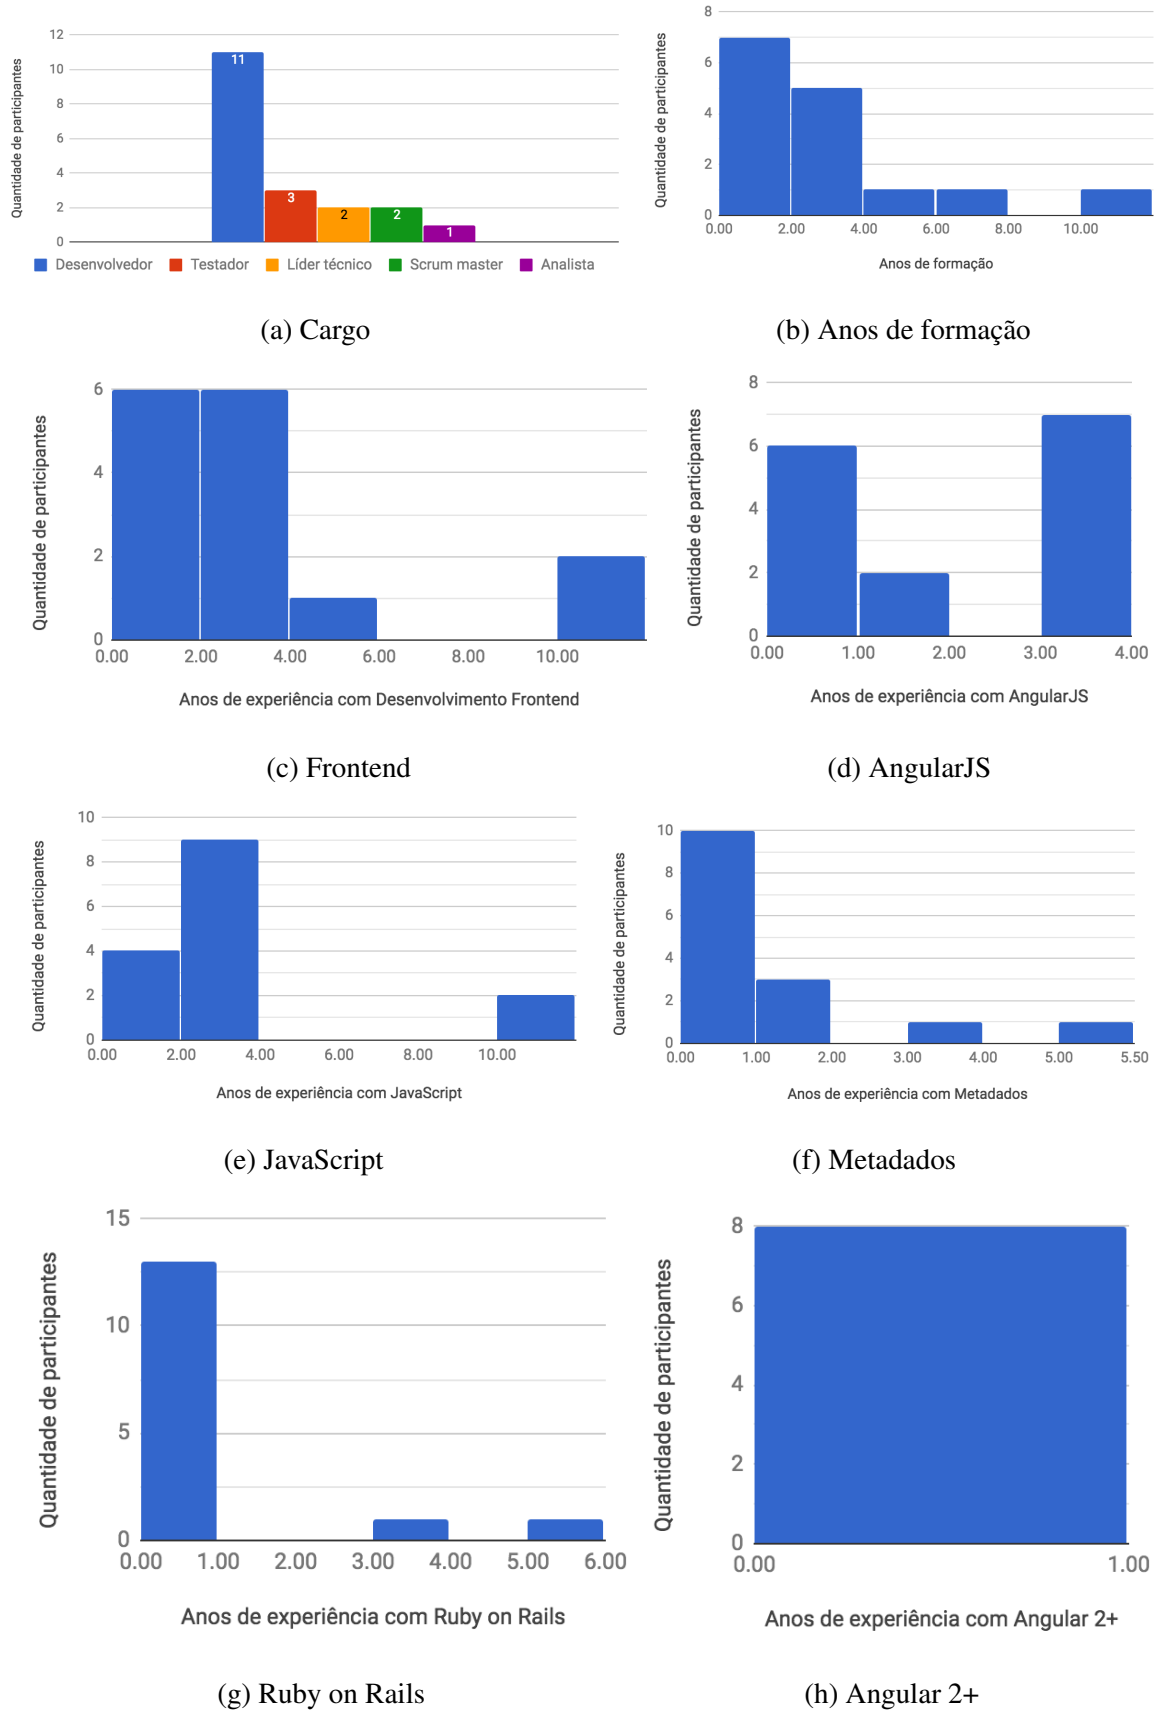 Quantidade de participantes
12
10
8
6
4
2
0
11
3
2
2
1
Desenvolvedor Testador Líder técnico Scrum master Analista
(a) Cargo
Quantidade de participantes
8
6
4
2
0
0.00 2.00 4.00 6.00 8.00 10.00
Anos de formação
(b) Anos de formação
Quantidade de participantes
6
4
2
0
0.00 2.00 4.00 6.00 8.00 10.00
Anos de experiência com Desenvolvimento Frontend
(c) Frontend
Quantidade de participantes
8
6
4
2
0
0.00 1.00 2.00 3.00 4.00
Anos de experiência com AngularJS
(d) AngularJS
Quantidade de participantes
10
8
6
4
2
0
0.00 2.00 4.00 6.00 8.00 10.00
Anos de experiência com JavaScript
(e) JavaScript
Quantidade de participantes
10
8
6
4
2
0
0.00 1.00 2.00 3.00 4.00 5.00 5.50
Anos de experiência com Metadados
(f) Metadados
Quantidade de participantes
15
10
5
0
0.00 1.00 2.00 3.00 4.00 5.00 6.00
Anos de experiência com Ruby on Rails
(g) Ruby on Rails
Quantidade de participantes
8
6
4
2
0
0.00 1.00
Anos de experiência com Angular 2+
(h) Angular 2+